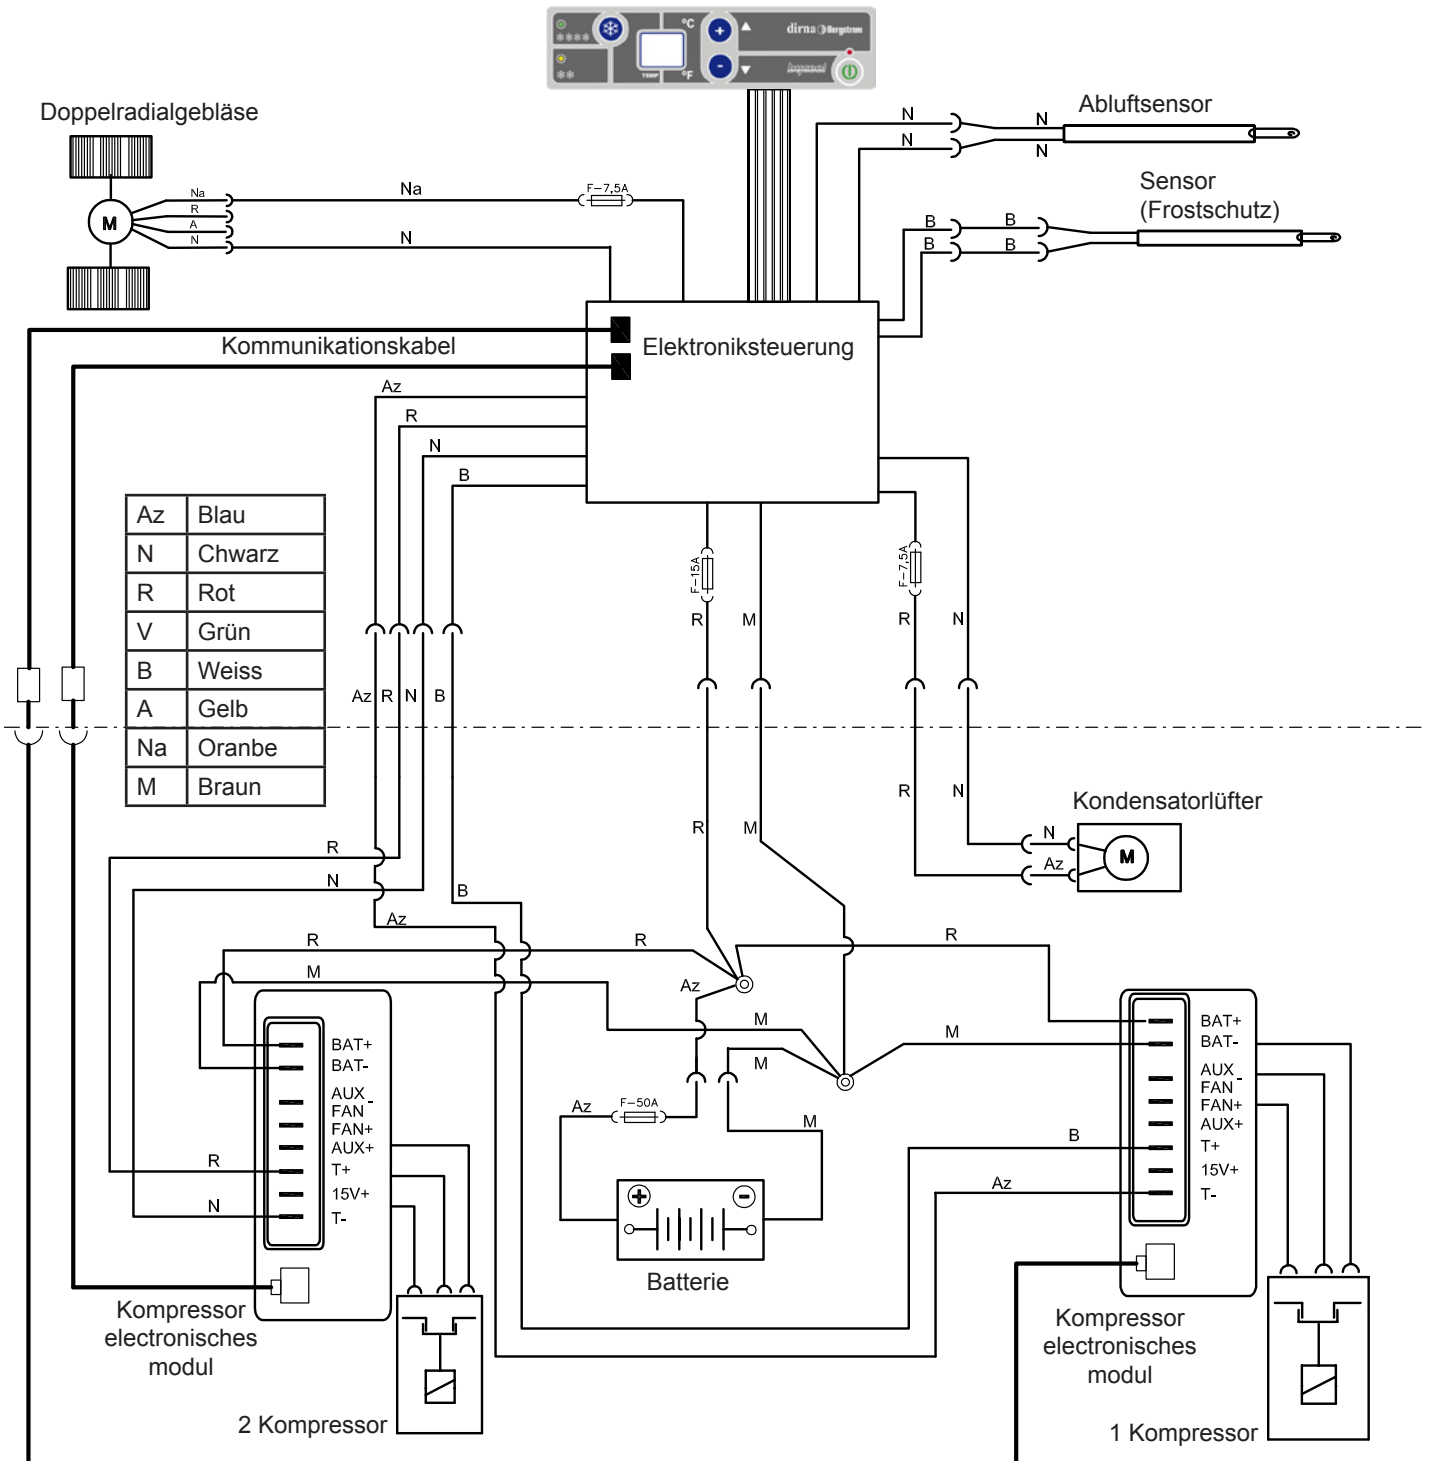 °C
+
dirna Bergstrom
TEMP
°F
-
Doppelradialgebläse
Abluftsensor
Sensor
(Frostschutz)
M
Na
R
A
N
Na
N
F-7,5A
N
N
N
N
B
B
B
B
Kommunikationskabel
Elektroniksteuerung
Az
R
N
B
Az Blau
N Chwarz
R Rot
V Grün
B Weiss
A Gelb
Na Oranbe
M Braun
F-15A
F-7,5A
R
M
R
N
Az
R
N
B
R
N
R
M
Kondensatorlüfter
N
Az
M
R
N
B
Az
R
R
R
M
Az
M
M
M
BAT+
BAT-
AUX
FAN -
FAN+
AUX+
T+
15V+
T-
R
N
Az
F-50A
M
+
-
Batterie
B
Az
BAT+
BAT-
AUX
FAN -
FAN+
AUX+
T+
15V+
T-
Kompressor
electronisches
modul
2 Kompressor
Kompressor
electronisches
modul
1 Kompressor